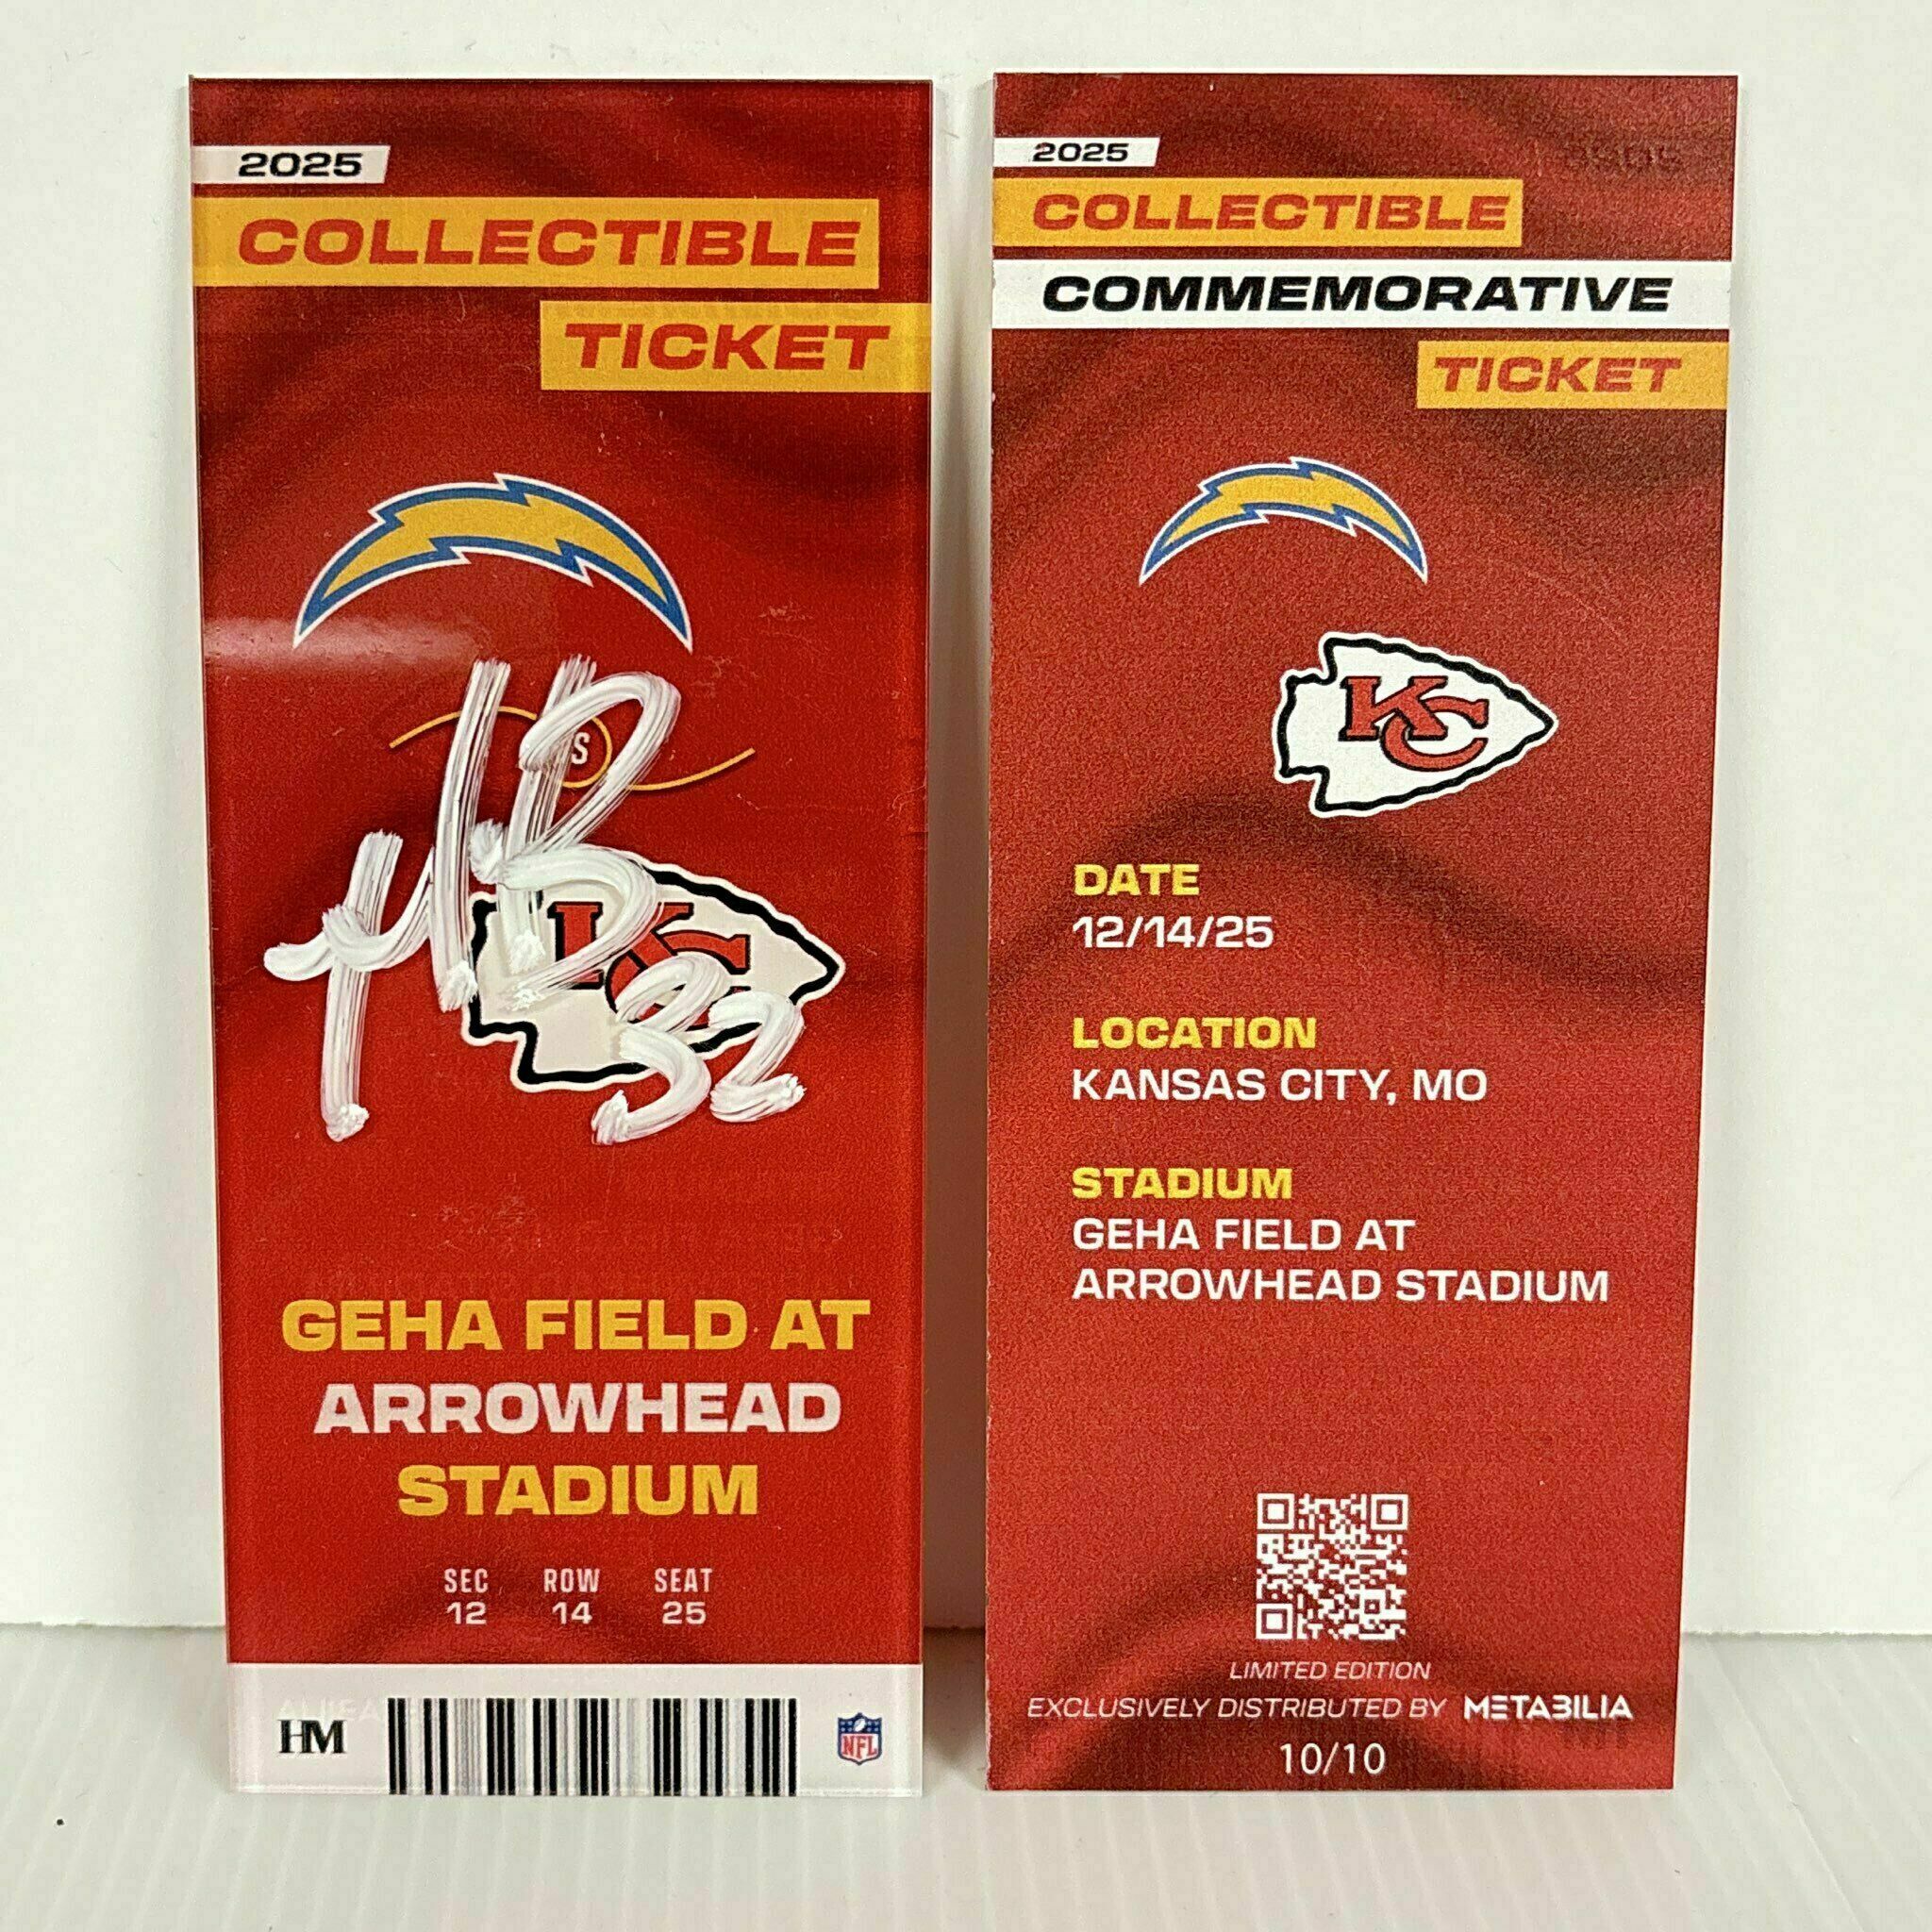 2025
COLLECTIBLE
TICKET
S
KC
32
GEHA FIELD AT
ARROWHEAD
STADIUM
SEC ROW SEAT
12 14 25
HM
NFL
2025
COLLECTIBLE
COMMEMORATIVE
TICKET
KC
DATE
12/14/25
LOCATION
KANSAS CITY, MO
STADIUM
GEHA FIELD AT
ARROWHEAD STADIUM
LIMITED EDITION
EXCLUSIVELY DISTRIBUTED BY METABILIA
10/10